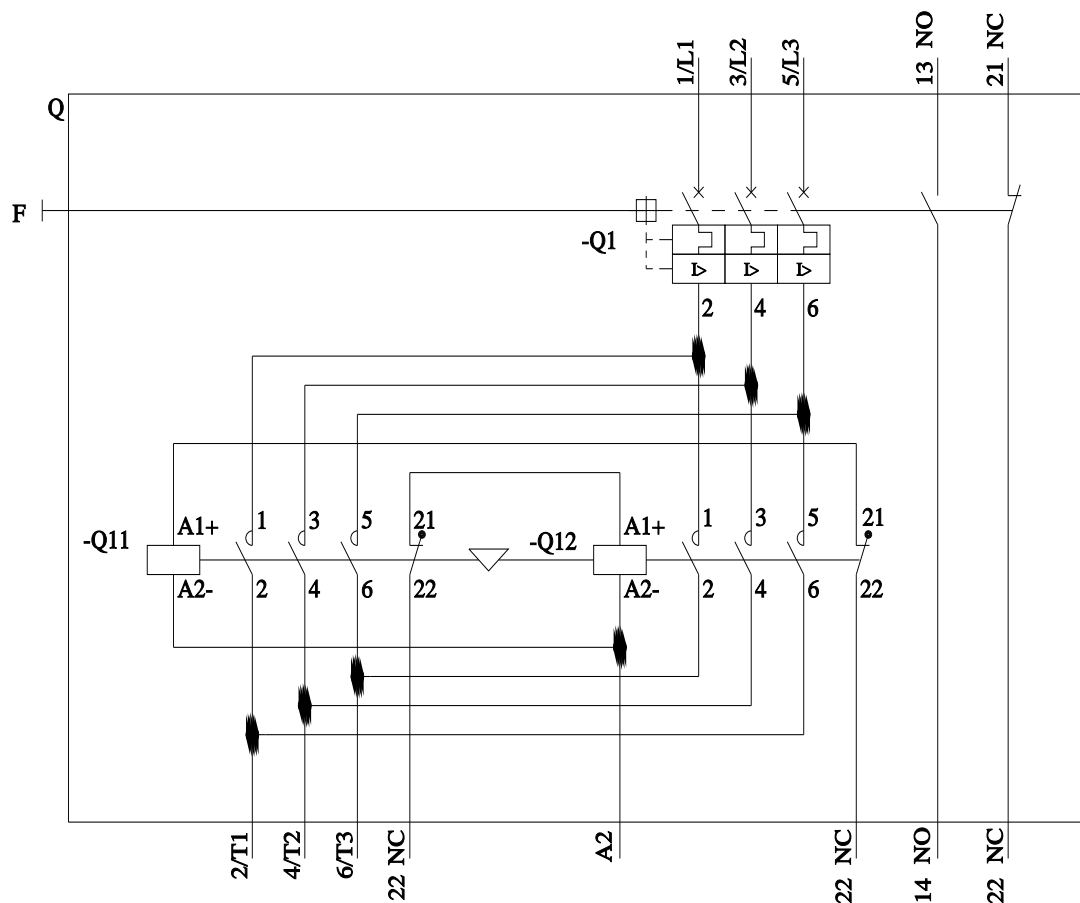 1/L1 3/L2 5/L3 13 NO 21 NC
Q
F
-Q1
I> I> I>
2 4 6
1 3 5 21 1 3 5 21
A1+ A1+
-Q11 -Q12
A2- 2 4 6 22 A2- 2 4 6 22
2/T1 4/T2 6/T3 22 NC A2 22 NC 14 NO 22 NC